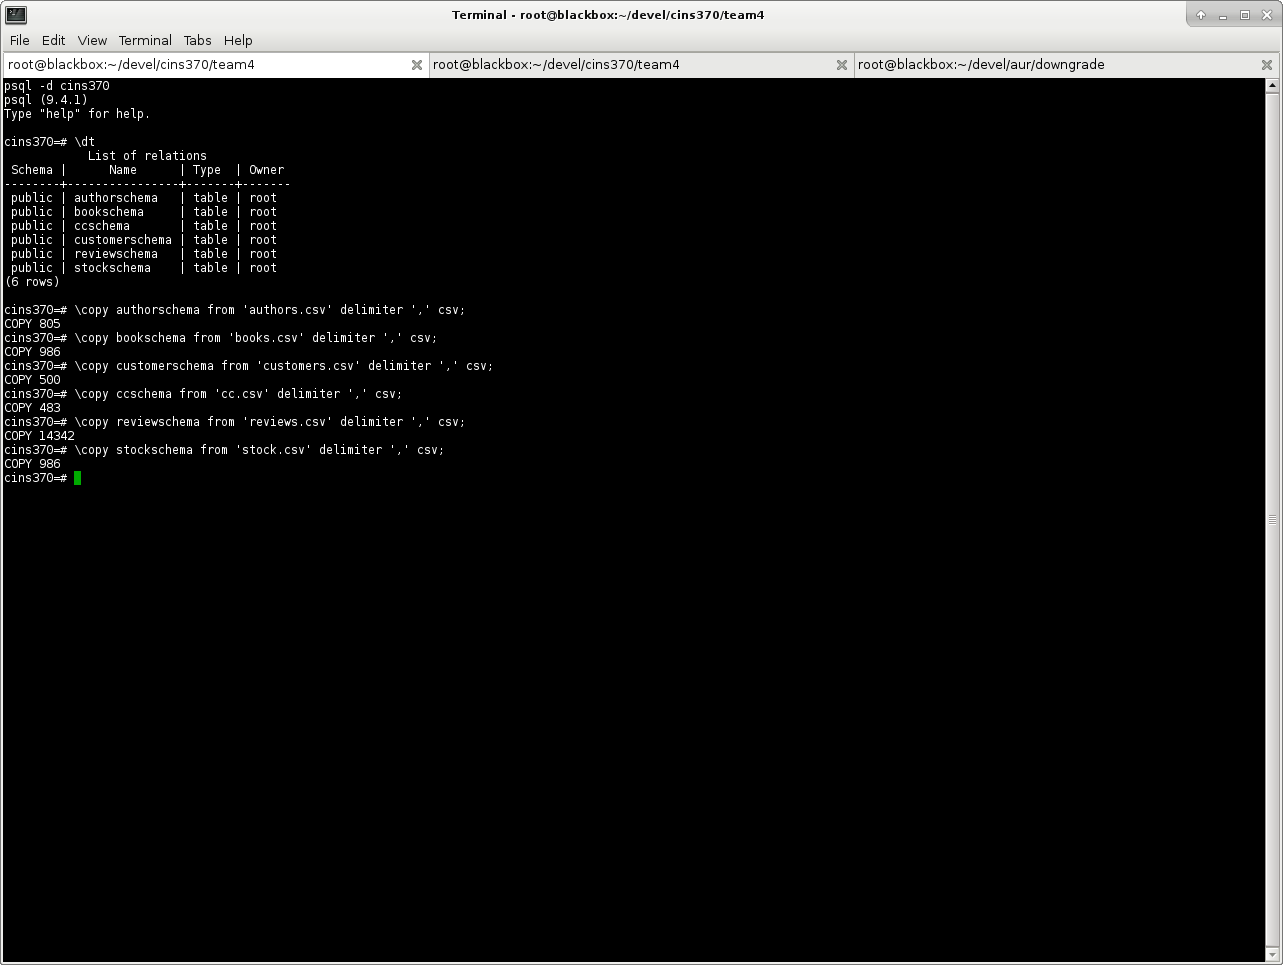 Terminal - root@blackbox:~/devel/cins370/team4
File Edit View Terminal Tabs Help
root@blackbox:~/devel/cins370/team4 root@blackbox:~/devel/cins370/team4 root@blackbox:~/devel/aur/downgrade
psql -d cins370
psql (9.4.1)
Type "help" for help.
cins370=# \dt
            List of relations
 Schema |      Name      | Type  | Owner
--------+----------------+-------+-------
 public | authorschema   | table | root
 public | bookschema     | table | root
 public | ccschema       | table | root
 public | customerschema | table | root
 public | reviewschema   | table | root
 public | stockschema    | table | root
(6 rows)
cins370=# \copy authorschema from 'authors.csv' delimiter ',' csv;
COPY 805
cins370=# \copy bookschema from 'books.csv' delimiter ',' csv;
COPY 986
cins370=# \copy customerschema from 'customers.csv' delimiter ',' csv;
COPY 500
cins370=# \copy ccschema from 'cc.csv' delimiter ',' csv;
COPY 483
cins370=# \copy reviewschema from 'reviews.csv' delimiter ',' csv;
COPY 14342
cins370=# \copy stockschema from 'stock.csv' delimiter ',' csv;
COPY 986
cins370=#